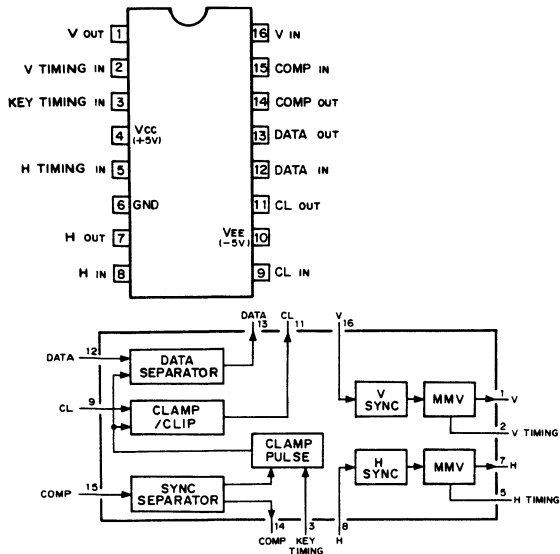 V OUT 1 16 V IN
V TIMING IN 2 15 COMP IN
KEY TIMING IN 3 14 COMP OUT
4 VCC (+5V) 13 DATA OUT
H TIMING IN 5 12 DATA IN
6 GND 11 CL OUT
H OUT 7 VEE (-5V) 10
H IN 8 9 CL IN
DATA 13 CL 11 V 16
DATA 12
DATA SEPARATOR
CL 9
CLAMP /CLIP
V SYNC
MMV
1 V
2 V TIMING
CLAMP PULSE
COMP 15
SYNC SEPARATOR
H SYNC
MMV
7 H
5 H TIMING
14 COMP
3 KEY TIMING
8 H